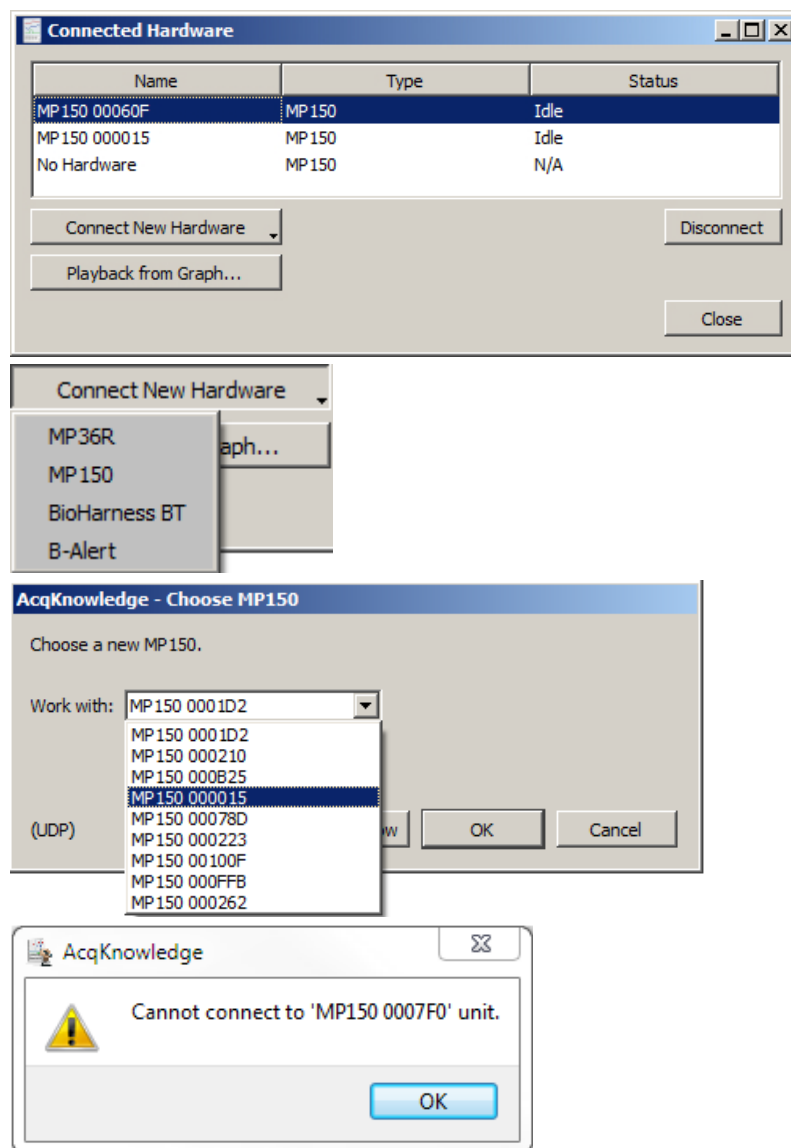 Connected Hardware
Name Type Status
MP150 00060F MP150 Idle
MP150 000015 MP150 Idle
No Hardware MP150 N/A
Connect New Hardware Disconnect
Playback from Graph...
Close
Connect New Hardware
MP36R aph...
MP150
BioHarness BT
B-Alert
AcqKnowledge - Choose MP150
Choose a new MP150.
Work with: MP150 0001D2
MP150 0001D2
MP150 000210
MP150 000B25
MP150 000015
(UDP) MP150 00078D w OK Cancel
MP150 000223
MP150 00100F
MP150 000FFB
MP150 000262
AcqKnowledge
Cannot connect to 'MP150 0007F0' unit.
OK